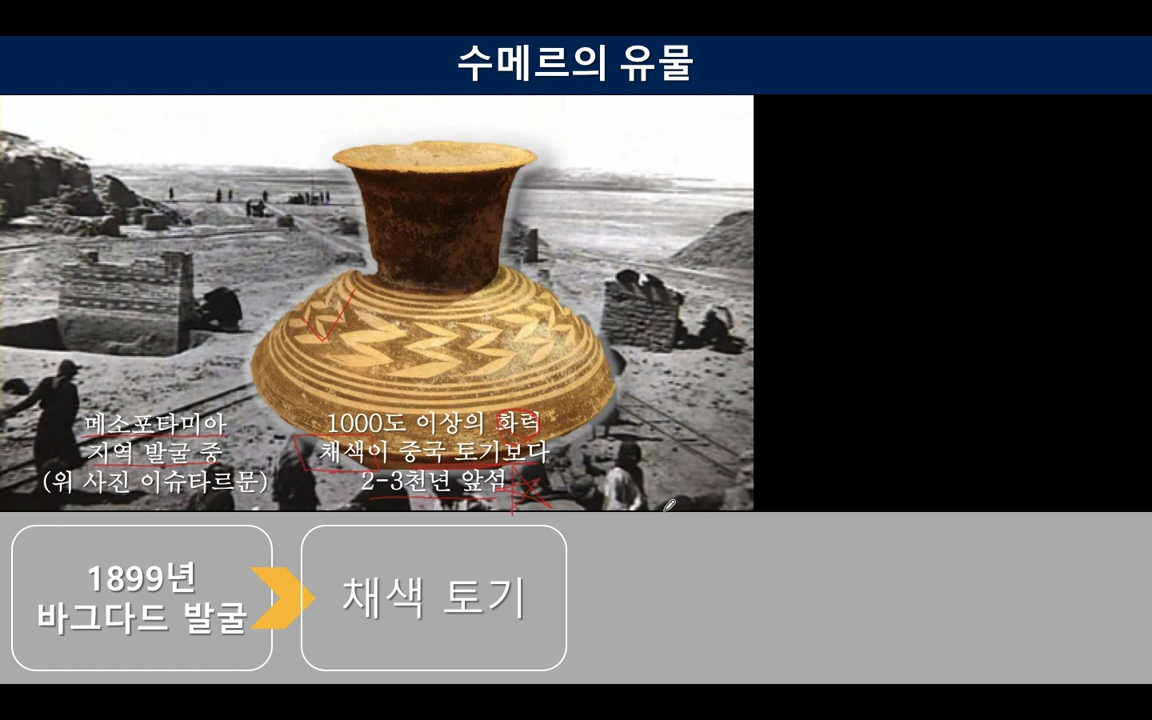 수메르의 유물
메소포타미아
지역 발굴 중
(위 사진 이슈타르문)
1000도 이상의 화력
채색이 중국 토기보다
2-3천년 앞섬
1899년
바그다드 발굴
채색 토기